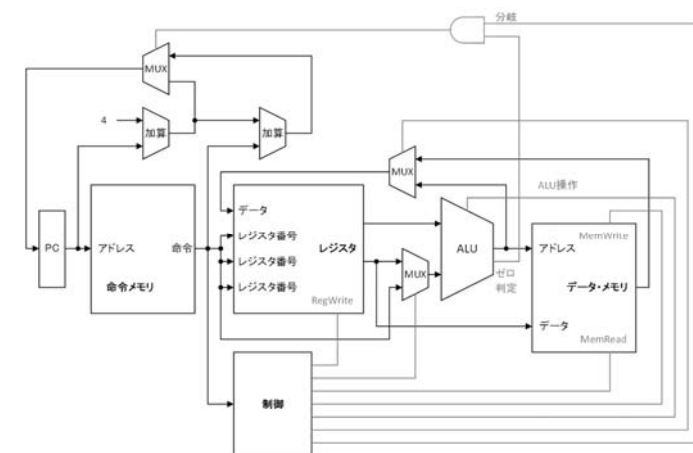 分岐
MUX
4
加算
加算
MUX
ALU操作
PC
アドレス
命令
命令メモリ
データ
レジスタ番号
レジスタ番号
レジスタ番号
レジスタ
RegWrite
MUX
ALU
ゼロ
判定
MemWrite
アドレス
データ・メモリ
データ
MemRead
制御